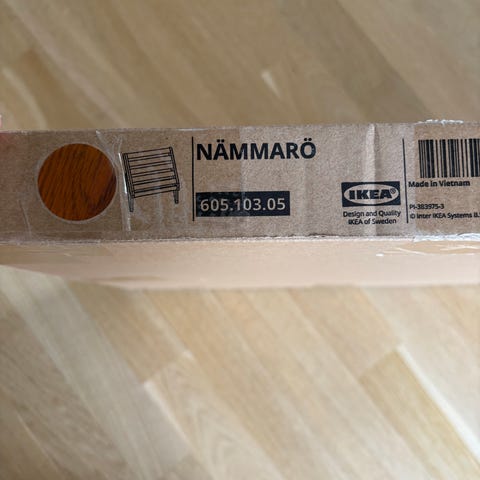 NÄMMARÖ
605.103.05
IKEA
Design and Quality
IKEA of Sweden
Made in Vietnam
PI-383975-3
© Inter IKEA Systems B.